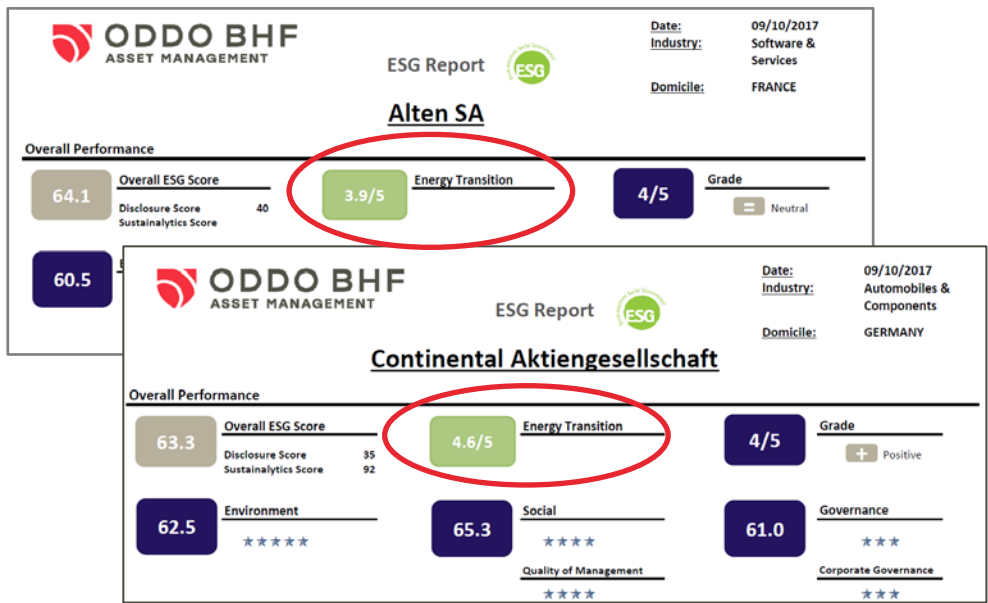 ODDO BHF
ASSET MANAGEMENT
ESG Report
ESG
Date: 09/10/2017
Industry: Software &
Services
Domicile: FRANCE
Alten SA
Overall Performance
64.1
Overall ESG Score
Disclosure Score 40
Sustainalytics Score
3.9/5
Energy Transition
4/5
Grade
= Neutral
60.5
ODDO BHF
ASSET MANAGEMENT
ESG Report
ESG
Date: 09/10/2017
Industry: Automobiles &
Components
Domicile: GERMANY
Continental Aktiengesellschaft
Overall Performance
63.3
Overall ESG Score
Disclosure Score 35
Sustainalytics Score 92
4.6/5
Energy Transition
4/5
Grade
+ Positive
62.5
Environment
65.3
Social
Quality of Management
61.0
Governance
Corporate Governance